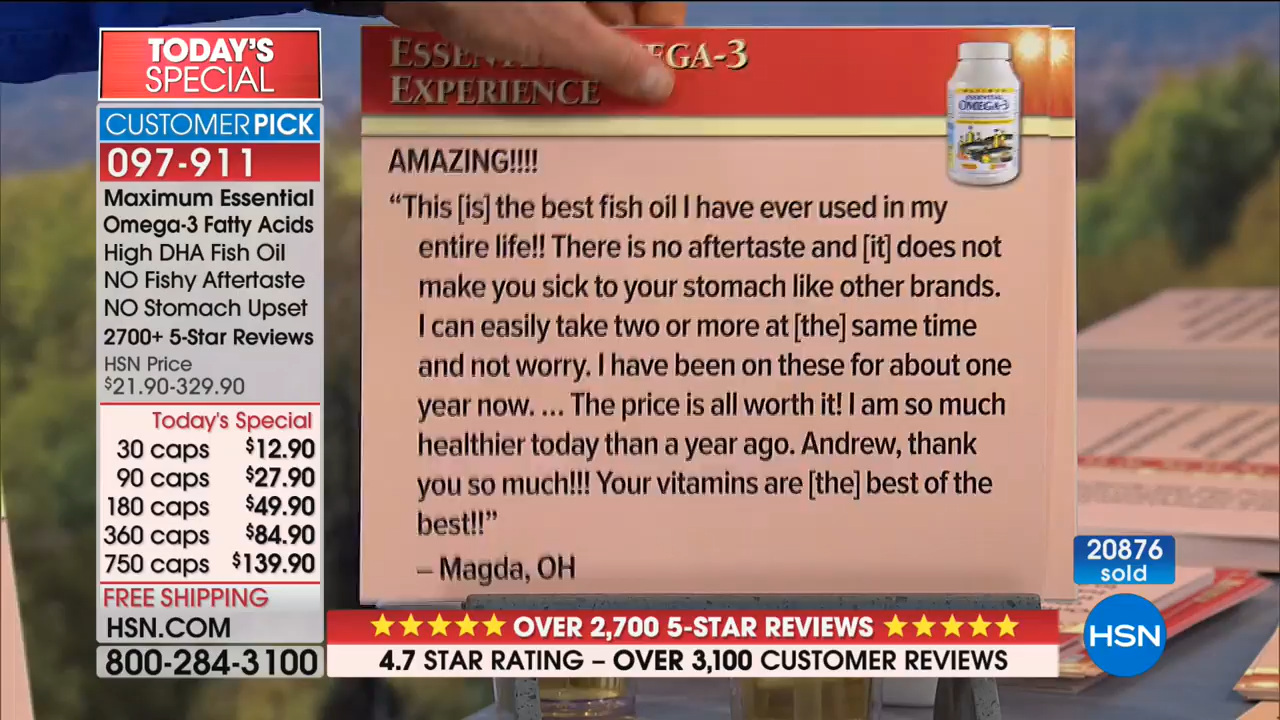 TODAY'S
SPECIAL
CUSTOMER PICK
097-911
Maximum Essential
Omega-3 Fatty Acids
High DHA Fish Oil
NO Fishy Aftertaste
NO Stomach Upset
2700+ 5-Star Reviews
HSN Price
$21.90-329.90
Today's Special
30 caps $12.90
90 caps $27.90
180 caps $49.90
360 caps $84.90
750 caps $139.90
FREE SHIPPING
HSN.COM
800-284-3100
EGA-3
EXPERIENCE
ESSENTIAL
OMEGA-3
AMAZING!!!!
“This [is] the best fish oil I have ever used in my
entire life!! There is no aftertaste and [it] does not
make you sick to your stomach like other brands.
I can easily take two or more at [the] same time
and not worry. I have been on these for about one
year now. ... The price is all worth it! I am so much
healthier today than a year ago. Andrew, thank
you so much!!! Your vitamins are [the] best of the
best!!”
– Magda, OH
20876
sold
HSN
OVER 2,700 5-STAR REVIEWS
4.7 STAR RATING – OVER 3,100 CUSTOMER REVIEWS